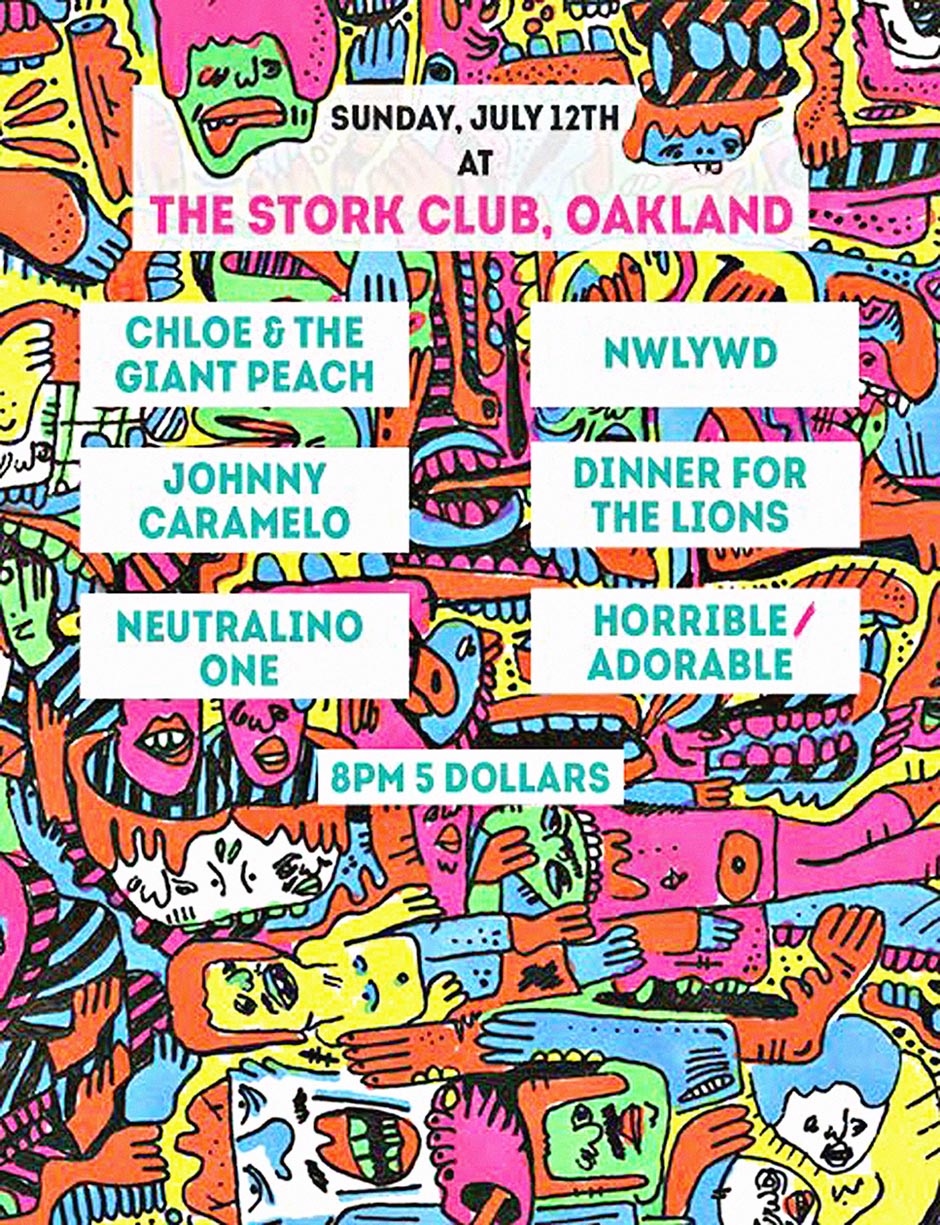 SUNDAY, JULY 12TH
AT
THE STORK CLUB, OAKLAND
CHLOE & THE
GIANT PEACH
NWLYWD
JOHNNY
CARAMELO
DINNER FOR
THE LIONS
NEUTRALINO
ONE
HORRIBLE/
ADORABLE
8PM 5 DOLLARS